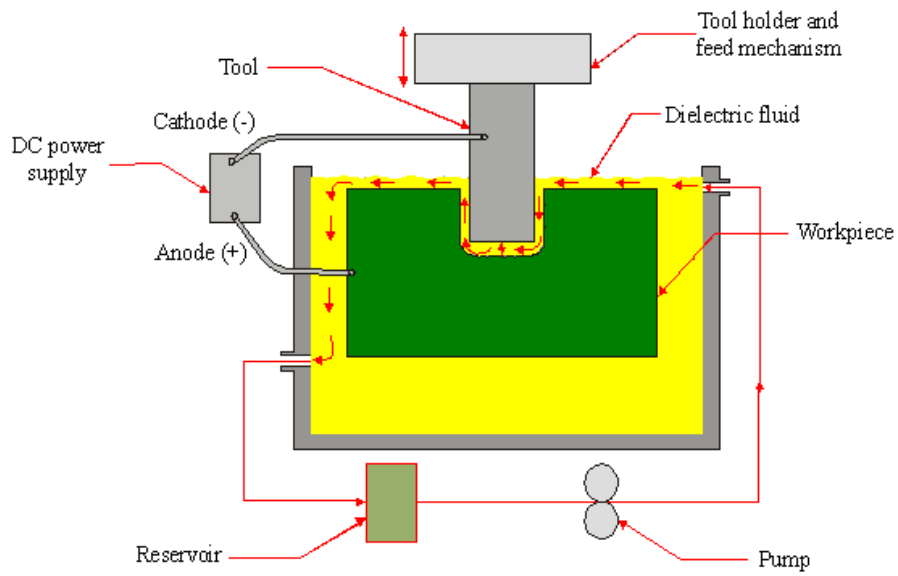 Tool holder and
feed mechanism
Tool
Cathode (-)
Dielectric fluid
DC power
supply
Workpiece
Anode (+)
Reservoir
Pump